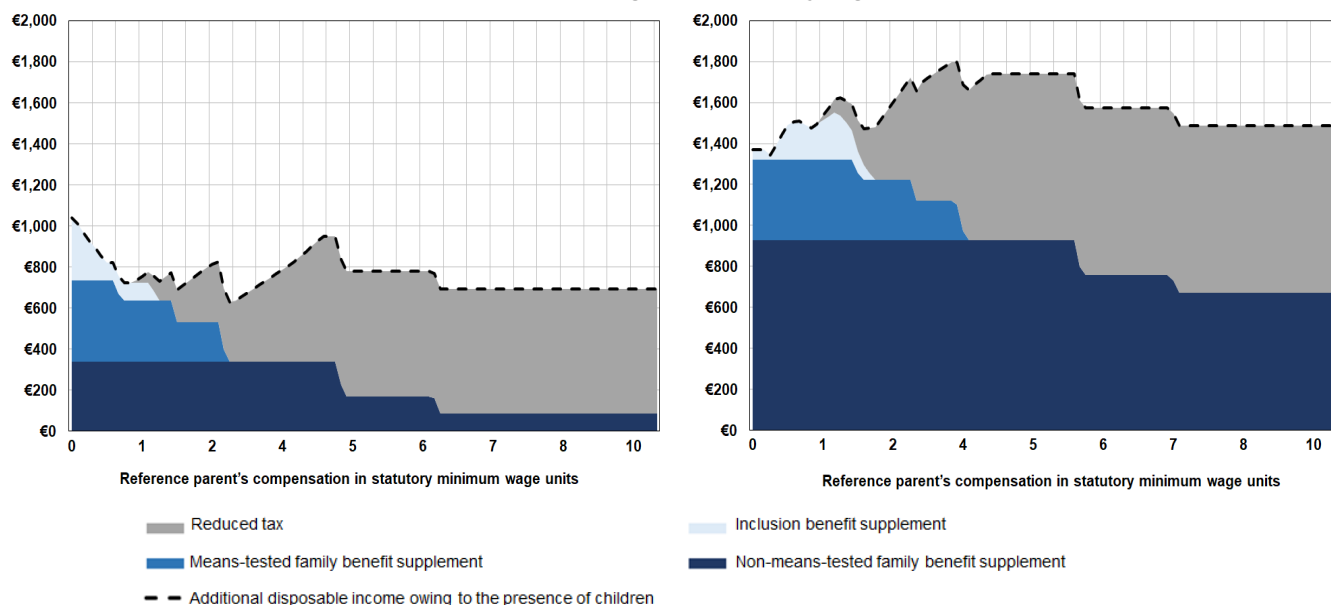 €2,000
€1,800
€1,600
€1,400
€1,200
€1,000
€800
€600
€400
€200
€0
0 1 2 4 5 6 7 8 10
Reference parent’s compensation in statutory minimum wage units
€2,000
€1,800
€1,600
€1,400
€1,200
€1,000
€800
€600
€400
€200
€0
0 1 2 4 5 6 7 8 10
Reference parent’s compensation in statutory minimum wage units
Reduced tax
Inclusion benefit supplement
Means-tested family benefit supplement
Non-means-tested family benefit supplement
Additional disposable income owing to the presence of children